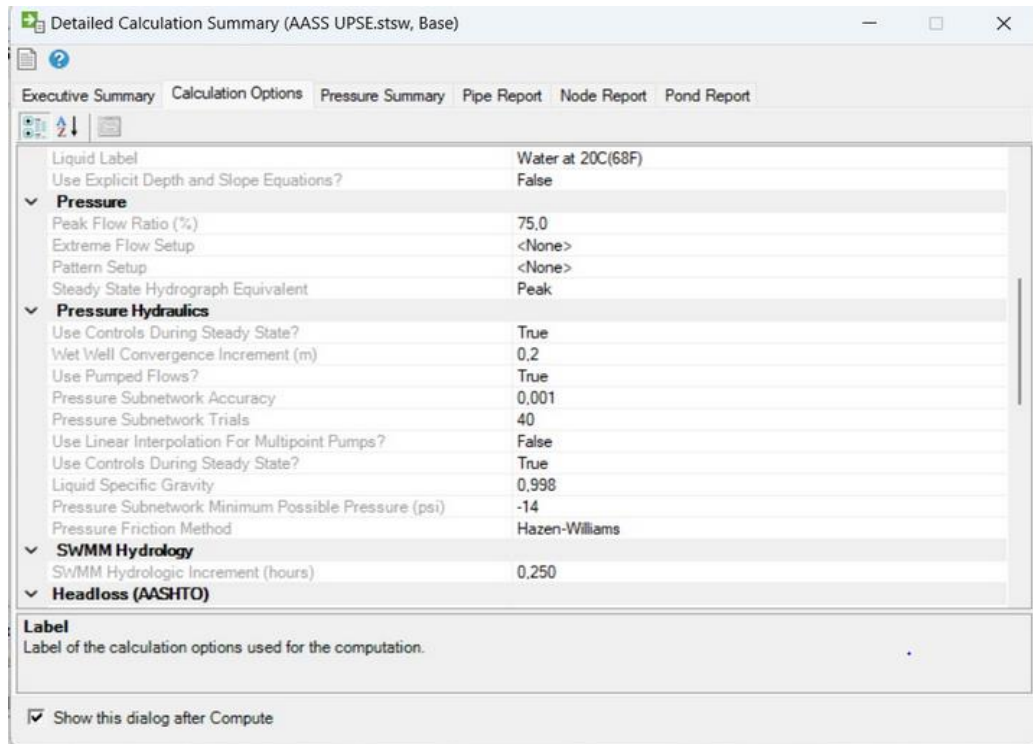 Detailed Calculation Summary (AASS UPSE.stsw, Base)
Executive Summary Calculation Options Pressure Summary Pipe Report Node Report Pond Report
Liquid Label Water at 20C(68F)
Use Explicit Depth and Slope Equations? False
Pressure
Peak Flow Ratio (%) 75,0
Extreme Flow Setup <None>
Pattern Setup <None>
Steady State Hydrograph Equivalent Peak
Pressure Hydraulics
Use Controls During Steady State? True
Wet Well Convergence Increment (m) 0,2
Use Pumped Flows? True
Pressure Subnetwork Accuracy 0,001
Pressure Subnetwork Trials 40
Use Linear Interpolation For Multipoint Pumps? False
Use Controls During Steady State? True
Liquid Specific Gravity 0,998
Pressure Subnetwork Minimum Possible Pressure (psi) -14
Pressure Friction Method Hazen-Williams
SWMM Hydrology
SWMM Hydrologic Increment (hours) 0,250
Headloss (AASHTO)
Label
Label of the calculation options used for the computation.
Show this dialog after Compute